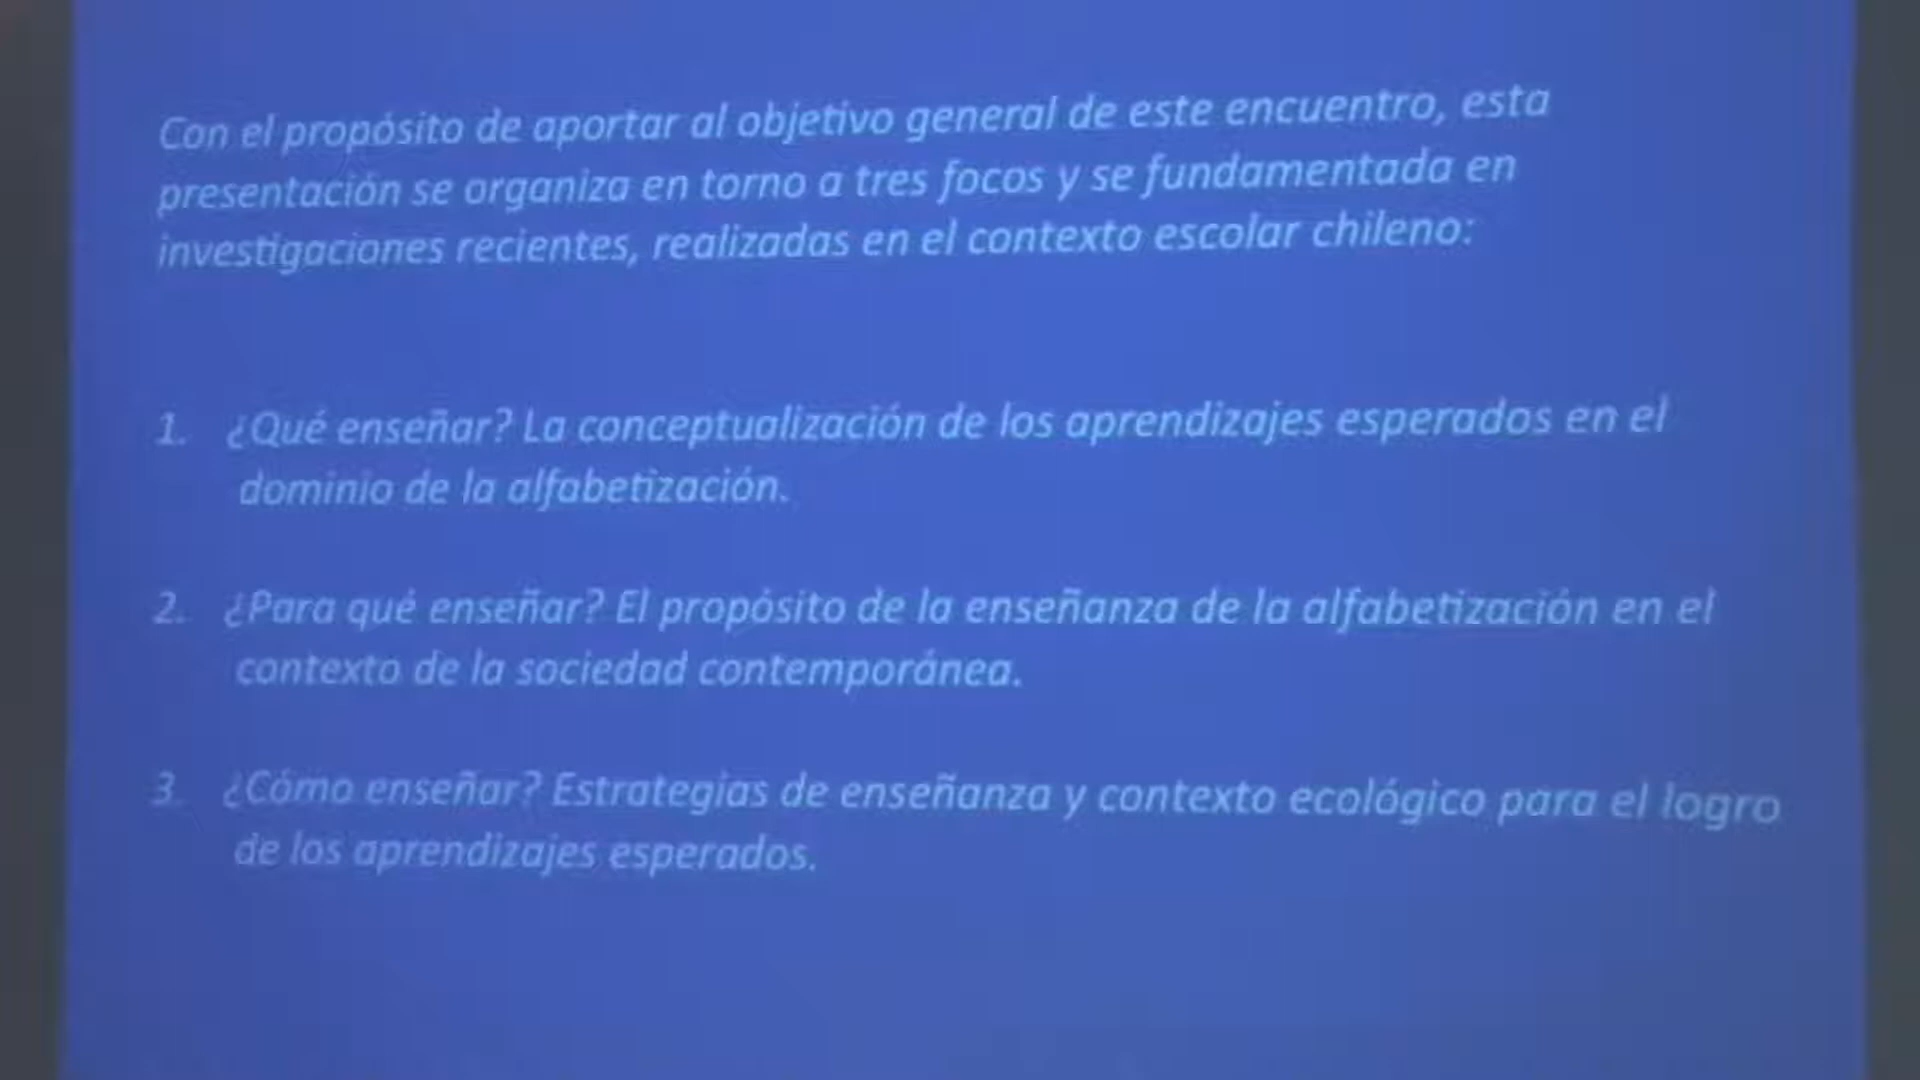 Con el propósito de aportar al objetivo general de este encuentro, esta
presentación se organiza en torno a tres focos y se fundamentada en
investigaciones recientes, realizadas en el contexto escolar chileno:
1. ¿Qué enseñar? La conceptualización de los aprendizajes esperados en el
dominio de la alfabetización.
2. ¿Para qué enseñar? El propósito de la enseñanza de la alfabetización en el
contexto de la sociedad contemporánea.
3. ¿Cómo enseñar? Estrategias de enseñanza y contexto ecológico para el logro
de los aprendizajes esperados.